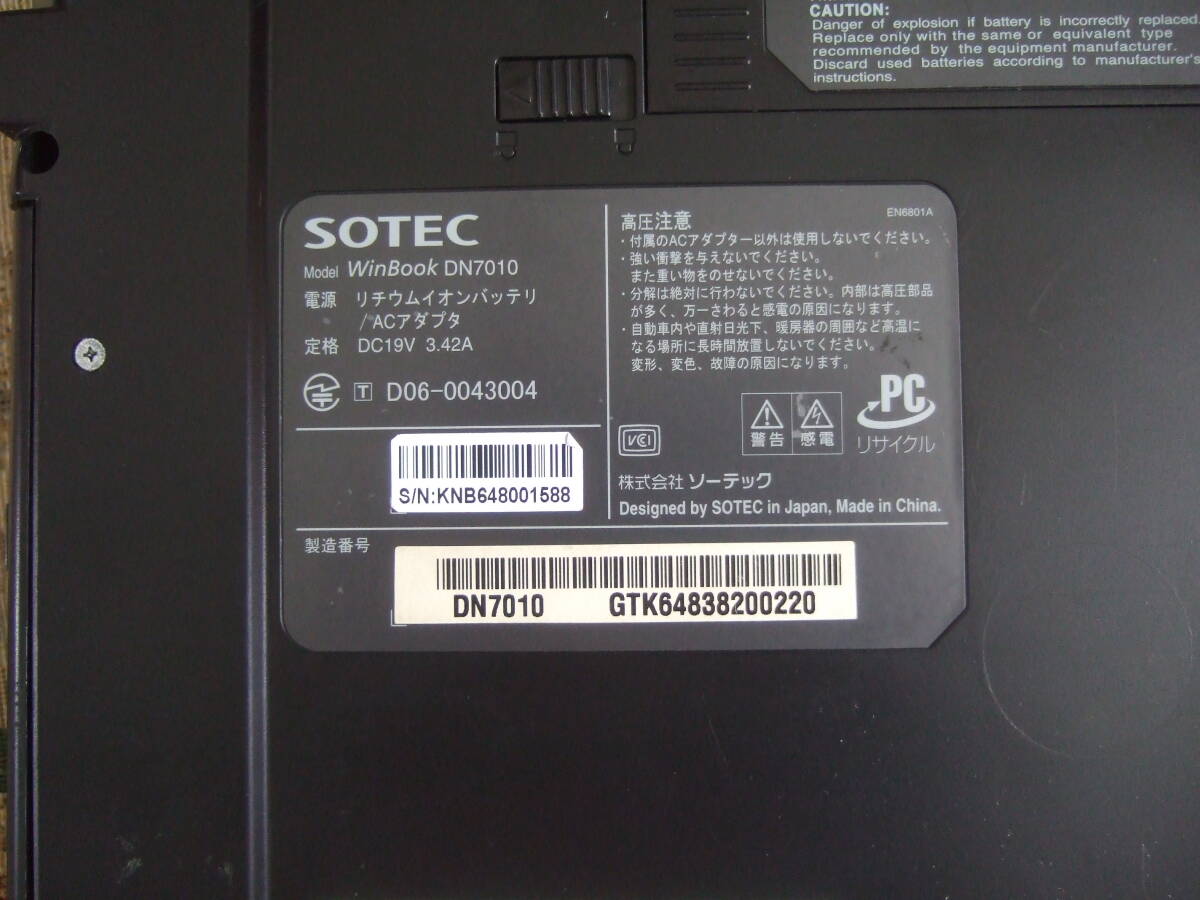 CAUTION:
Danger of explosion if battery is incorrectly replaced.
Replace only with the same or equivalent type
recommended by the equipment manufacturer.
Discard used batteries according to manufacturer's
instructions.
SOTEC
Model WinBook DN7010
電源 リチウムイオンバッテリ
/ACアダプタ
定格 DC19V 3.42A
T D06-0043004
S/N:KNB648001588
高圧注意
EN6801A
・付属のACアダプター以外は使用しないでください。
・強い衝撃を与えないでください。
また重い物をのせないでください。
・分解は絶対に行わないでください。内部は高圧部品
が多く、万一さわると感電の原因になります。
・自動車内や直射日光下、暖房器の周囲など高温に
なる場所に長時間放置しないでください。
変形、変色、故障の原因になります。
VCCI
警告
感電
PC
リサイクル
株式会社 ソーテック
Designed by SOTEC in Japan, Made in China.
製造番号
DN7010 GTK64838200220